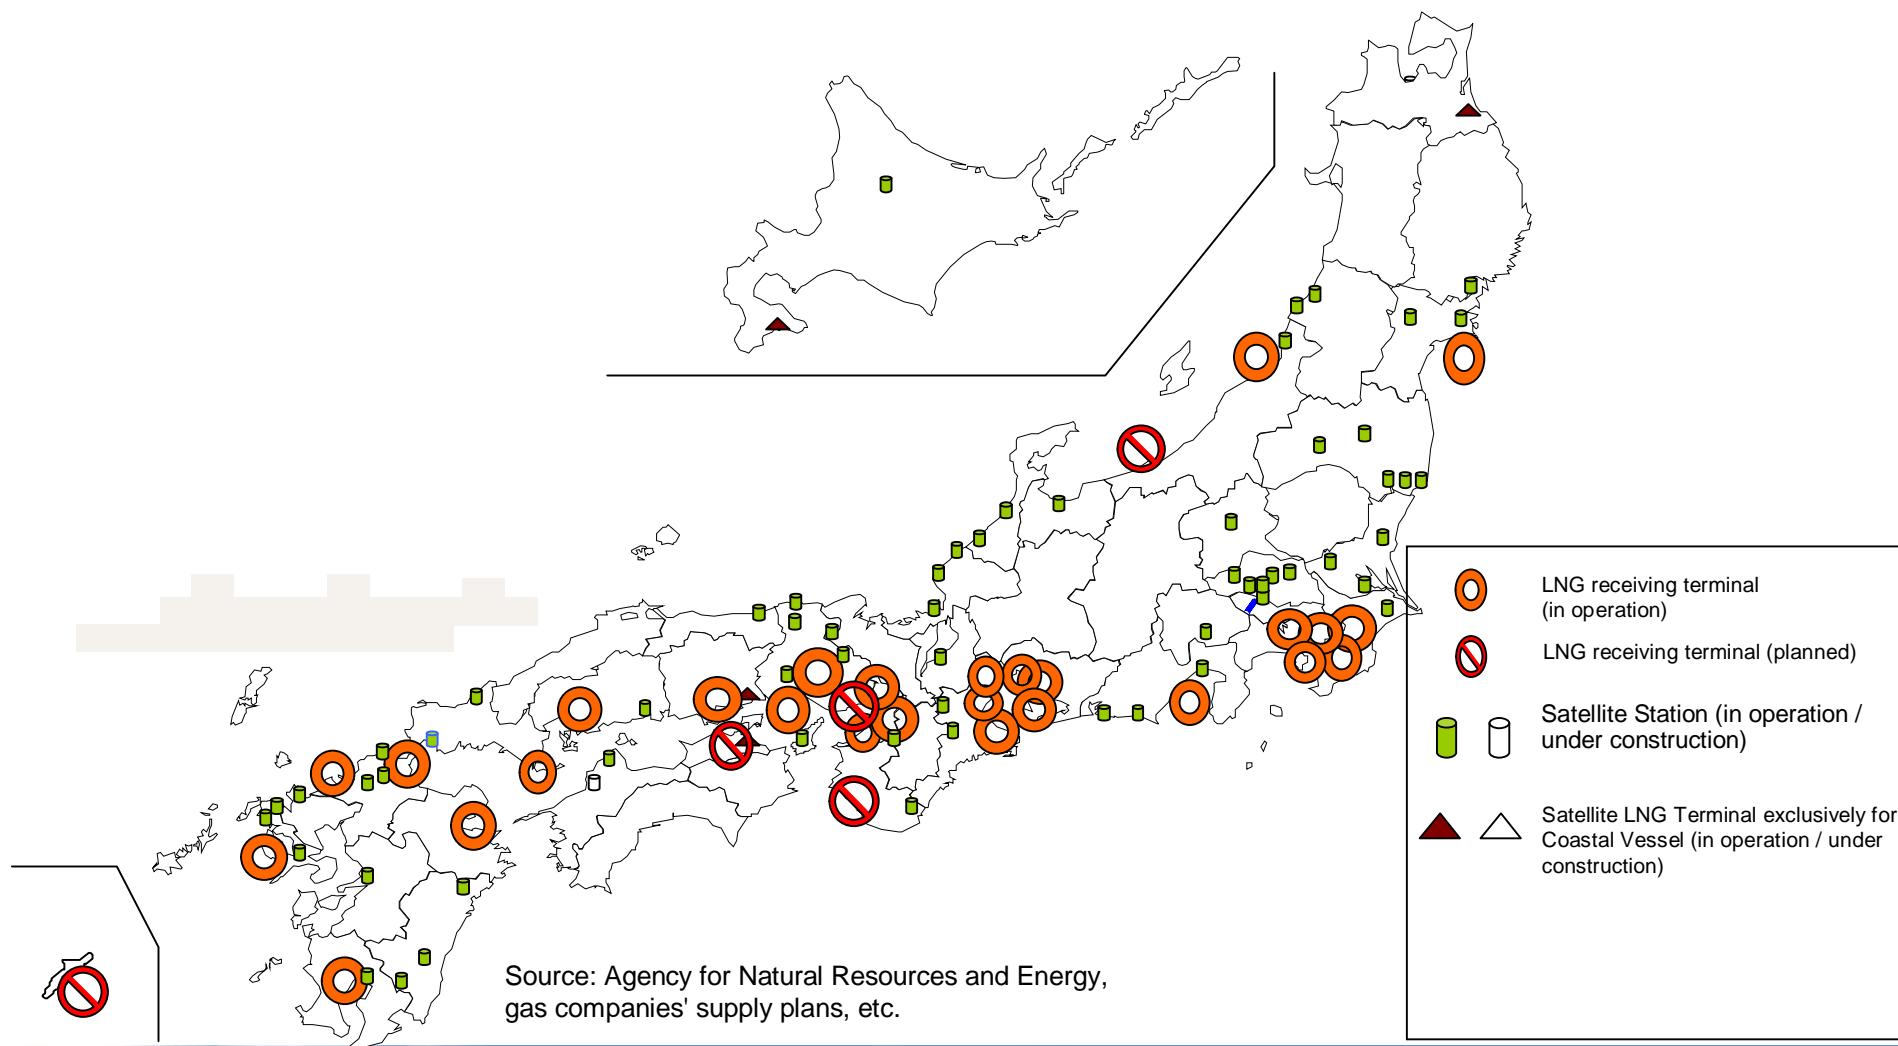 LNG receiving terminal
(in operation)
LNG receiving terminal (planned)
Satellite Station (in operation /
under construction)
Satellite LNG Terminal exclusively for
Coastal Vessel (in operation / under
construction)
Source: Agency for Natural Resources and Energy,
gas companies' supply plans, etc.